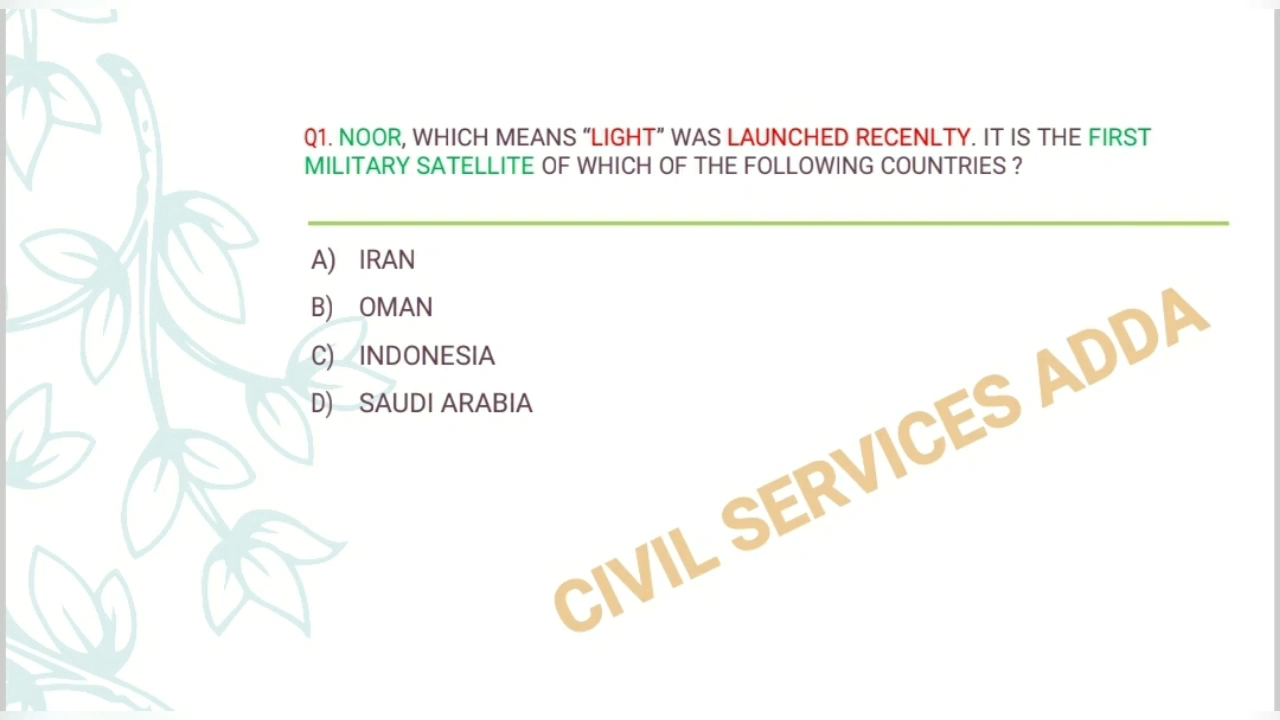 Q1. NOOR, WHICH MEANS “LIGHT” WAS LAUNCHED RECENLTY. IT IS THE FIRST
MILITARY SATELLITE OF WHICH OF THE FOLLOWING COUNTRIES ?
A) IRAN
B) OMAN
C) INDONESIA
D) SAUDI ARABIA
CIVIL SERVICES ADDA